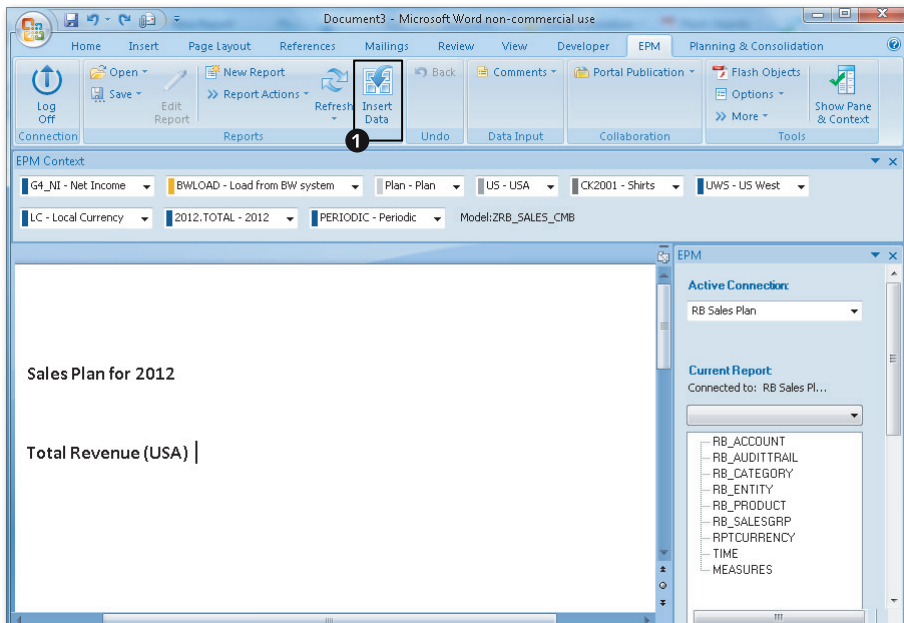 Document3 - Microsoft Word non-commercial use
Home Insert Page Layout References Mailings Review View Developer EPM Planning & Consolidation
Log Off
Connection
Open
Save
Edit Report
New Report
Report Actions
Refresh
Reports
Insert Data
1
Back
Undo
Comments
Data Input
Portal Publication
Collaboration
Flash Objects
Options
More
Show Pane & Context
Tools
EPM Context
G4_NI - Net Income BWLOAD - Load from BW system Plan - Plan US - USA CK2001 - Shirts UWS - US West
LC - Local Currency 2012.TOTAL - 2012 PERIODIC - Periodic Model:ZRB_SALES_CMB
Sales Plan for 2012
Total Revenue (USA)
EPM
Active Connection:
RB Sales Plan
Current Report:
Connected to: RB Sales Pl...
RB_ACCOUNT
RB_AUDITTRAIL
RB_CATEGORY
RB_ENTITY
RB_PRODUCT
RB_SALESGRP
RPTCURRENCY
TIME
MEASURES